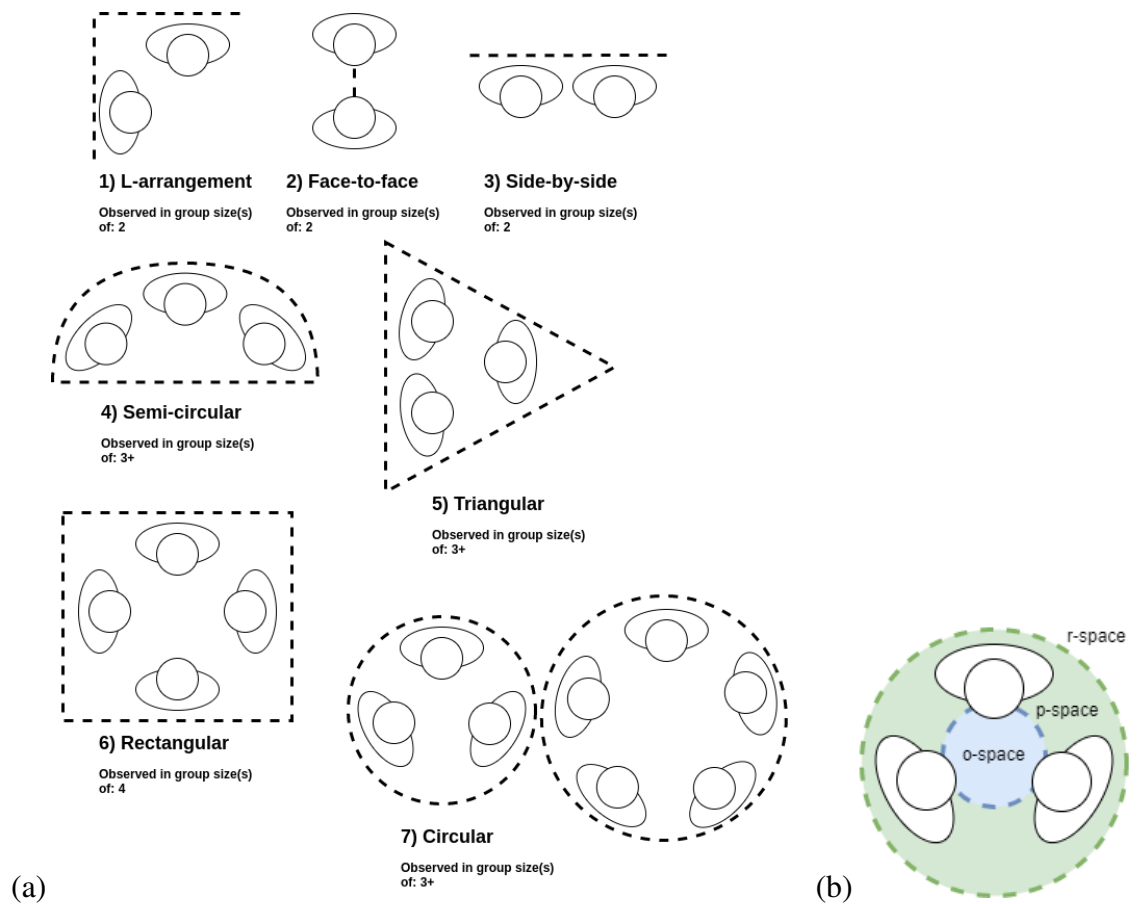 1) L-arrangement
Observed in group size(s)
of: 2
2) Face-to-face
Observed in group size(s)
of: 2
3) Side-by-side
Observed in group size(s)
of: 2
4) Semi-circular
Observed in group size(s)
of: 3+
5) Triangular
Observed in group size(s)
of: 3+
6) Rectangular
Observed in group size(s)
of: 4
7) Circular
Observed in group size(s)
of: 3+
(a)
r-space
p-space
o-space
(b)